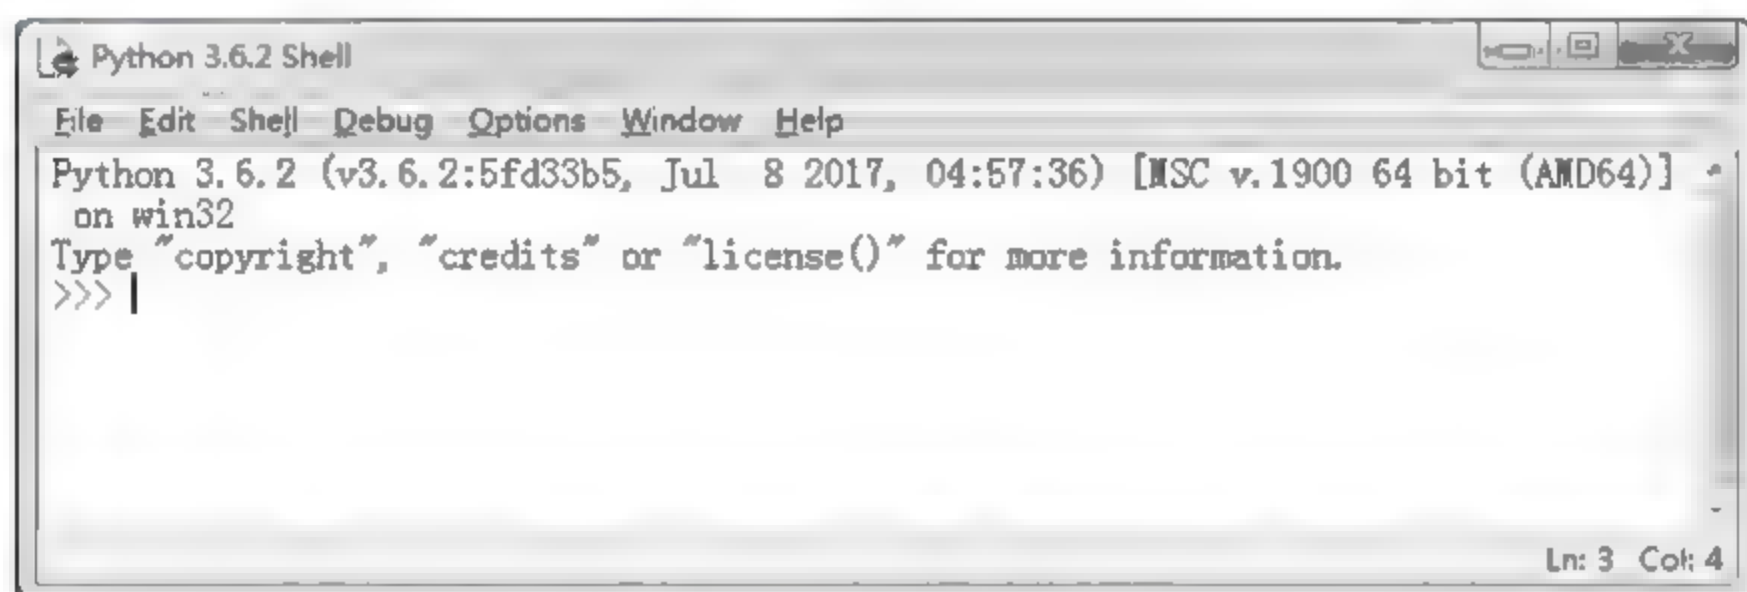 Python 3.6.2 Shell
File Edit Shell Debug Options Window Help
Python 3.6.2 (v3.6.2:5fd33b5, Jul  8 2017, 04:57:36) [MSC v.1900 64 bit (AMD64)]
on win32
Type "copyright", "credits" or "license()" for more information.
>>>
Ln: 3 Col: 4